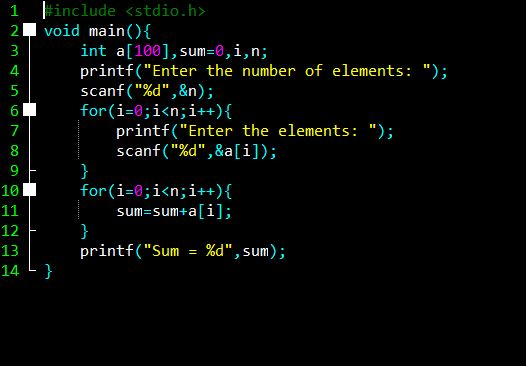 1 #include <stdio.h>
2 void main(){
3     int a[100],sum=0,i,n;
4     printf("Enter the number of elements: ");
5     scanf("%d",&n);
6     for(i=0;i<n;i++){
7         printf("Enter the elements: ");
8         scanf("%d",&a[i]);
9     }
10     for(i=0;i<n;i++){
11         sum=sum+a[i];
12     }
13     printf("Sum = %d",sum);
14 }